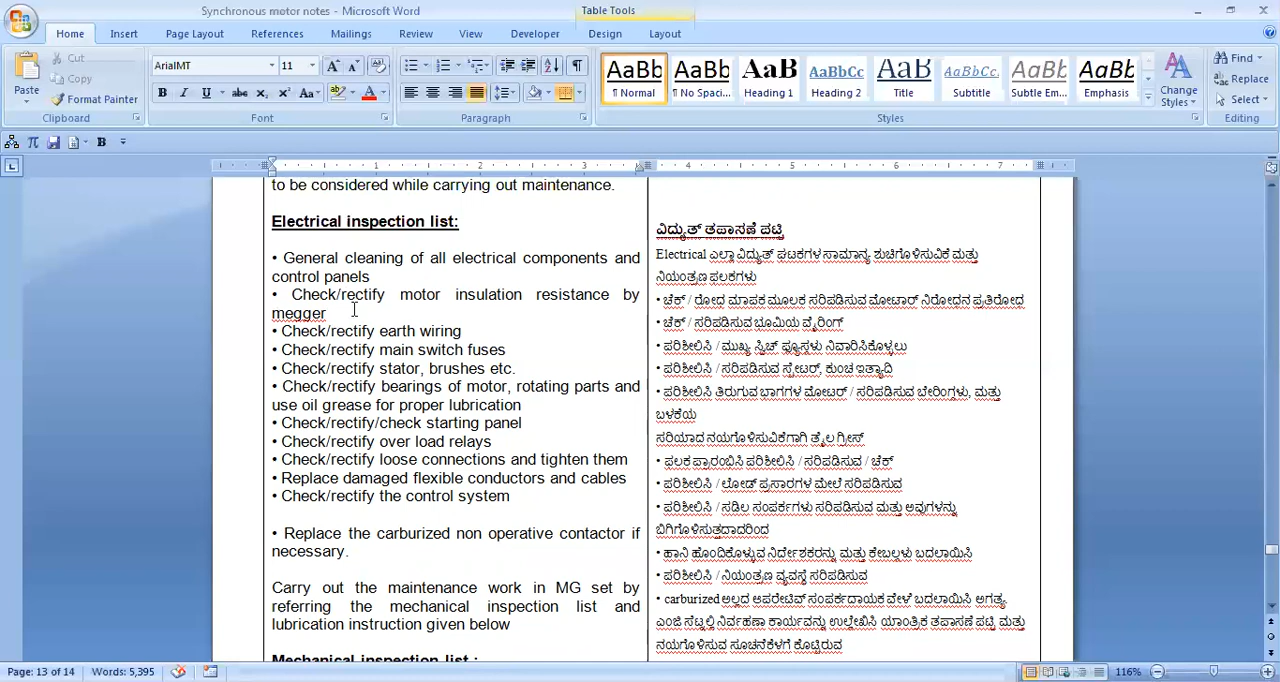 Synchronous motor notes - Microsoft Word
Table Tools
Home Insert Page Layout References Mailings Review View Developer Design Layout
Paste
Cut
Copy
Format Painter
Clipboard
ArialMT 11
Font
Paragraph
AaBb AaBb AaB AaBbCc AaB AaBbCc. AaBbCc AaBb
¶ Normal ¶ No Spaci... Heading 1 Heading 2 Title Subtitle Subtle Em... Emphasis
Change Styles
Styles
Find
Replace
Select
Editing
to be considered while carrying out maintenance.
Electrical inspection list:
• General cleaning of all electrical components and
control panels
• Check/rectify motor insulation resistance by
megger
• Check/rectify earth wiring
• Check/rectify main switch fuses
• Check/rectify stator, brushes etc.
• Check/rectify bearings of motor, rotating parts and
use oil grease for proper lubrication
• Check/rectify/check starting panel
• Check/rectify over load relays
• Check/rectify loose connections and tighten them
• Replace damaged flexible conductors and cables
• Check/rectify the control system
• Replace the carburized non operative contactor if
necessary.
Carry out the maintenance work in MG set by
referring the mechanical inspection list and
lubrication instruction given below
Mechanical inspection list :
ವಿದ್ಯುತ್ ತಪಾಸಣೆ ಪಟ್ಟಿ
Electrical ಎಲ್ಲಾ ವಿದ್ಯುತ್ ಘಟಕಗಳ ಸಾಮಾನ್ಯ ಶುಚಿಗೊಳಿಸುವಿಕೆ ಮತ್ತು
ನಿಯಂತ್ರಣ ಫಲಕಗಳು
• ಚೆಕ್ / ರೋಧ ಮಾಪಕ ಮೂಲಕ ಸರಿಪಡಿಸುವ ಮೋಟಾರ್ ನಿರೋಧನ ಪ್ರತಿರೋಧ
• ಚೆಕ್ / ಸರಿಪಡಿಸುವ ಭೂಮಿಯ ವೈರಿಂಗ್
• ಪರಿಶೀಲಿಸಿ / ಮುಖ್ಯ ಸ್ವಿಚ್ ಫ್ಯೂಸ್ಗಳು ನಿವಾರಿಸಿಕೊಳ್ಳಲು
• ಪರಿಶೀಲಿಸಿ / ಸರಿಪಡಿಸುವ ಸ್ಟೇಟರ್, ಕುಂಚ ಇತ್ಯಾದಿ
• ಪರಿಶೀಲಿಸಿ ತಿರುಗುವ ಭಾಗಗಳ ಮೋಟರ್ / ಸರಿಪಡಿಸುವ ಬೇರಿಂಗ್ಗಳು, ಮತ್ತು
ಬಳಕೆಯ
ಸರಿಯಾದ ನಯಗೊಳಿಸುವಿಕೆಗಾಗಿ ತೈಲ ಗ್ರೀಸ್
• ಫಲಕ ಪ್ರಾರಂಭಿಸಿ ಪರಿಶೀಲಿಸಿ / ಸರಿಪಡಿಸುವ / ಚೆಕ್
• ಪರಿಶೀಲಿಸಿ / ಲೋಡ್ ಪ್ರಸಾರಗಳ ಮೇಲೆ ಸರಿಪಡಿಸುವ
• ಪರಿಶೀಲಿಸಿ / ಸಡಿಲ ಸಂಪರ್ಕಗಳು ಸರಿಪಡಿಸುವ ಮತ್ತು ಅವುಗಳನ್ನು
ಬಿಗಿಗೊಳಿಸುತ್ತದಾದರಿಂದ
• ಹಾನಿ ಹೊಂದಿಕೊಳ್ಳುವ ನಿರ್ದೇಶಕರನ್ನು ಮತ್ತು ಕೇಬಲ್ಗಳು ಬದಲಾಯಿಸಿ
• ಪರಿಶೀಲಿಸಿ / ನಿಯಂತ್ರಣ ವ್ಯವಸ್ಥೆ ಸರಿಪಡಿಸುವ
• carburized ಅಲ್ಲದ ಆಪರೇಟಿವ್ ಸಂಪರ್ಕದಾಯಕ ವೇಳೆ ಬದಲಾಯಿಸಿ ಅಗತ್ಯ.
ಎಂಜಿ ಸೆಟ್ನಲ್ಲಿ ನಿರ್ವಹಣಾ ಕಾರ್ಯವನ್ನು ಉಲ್ಲೇಖಿಸಿ ಯಾಂತ್ರಿಕ ತಪಾಸಣೆ ಪಟ್ಟಿ ಮತ್ತು
ನಯಗೊಳಿಸುವ ಸೂಚನೆಕೆಳಗೆ ಕೊಟ್ಟಿರುವ
Page: 13 of 14 Words: 5,395 116%